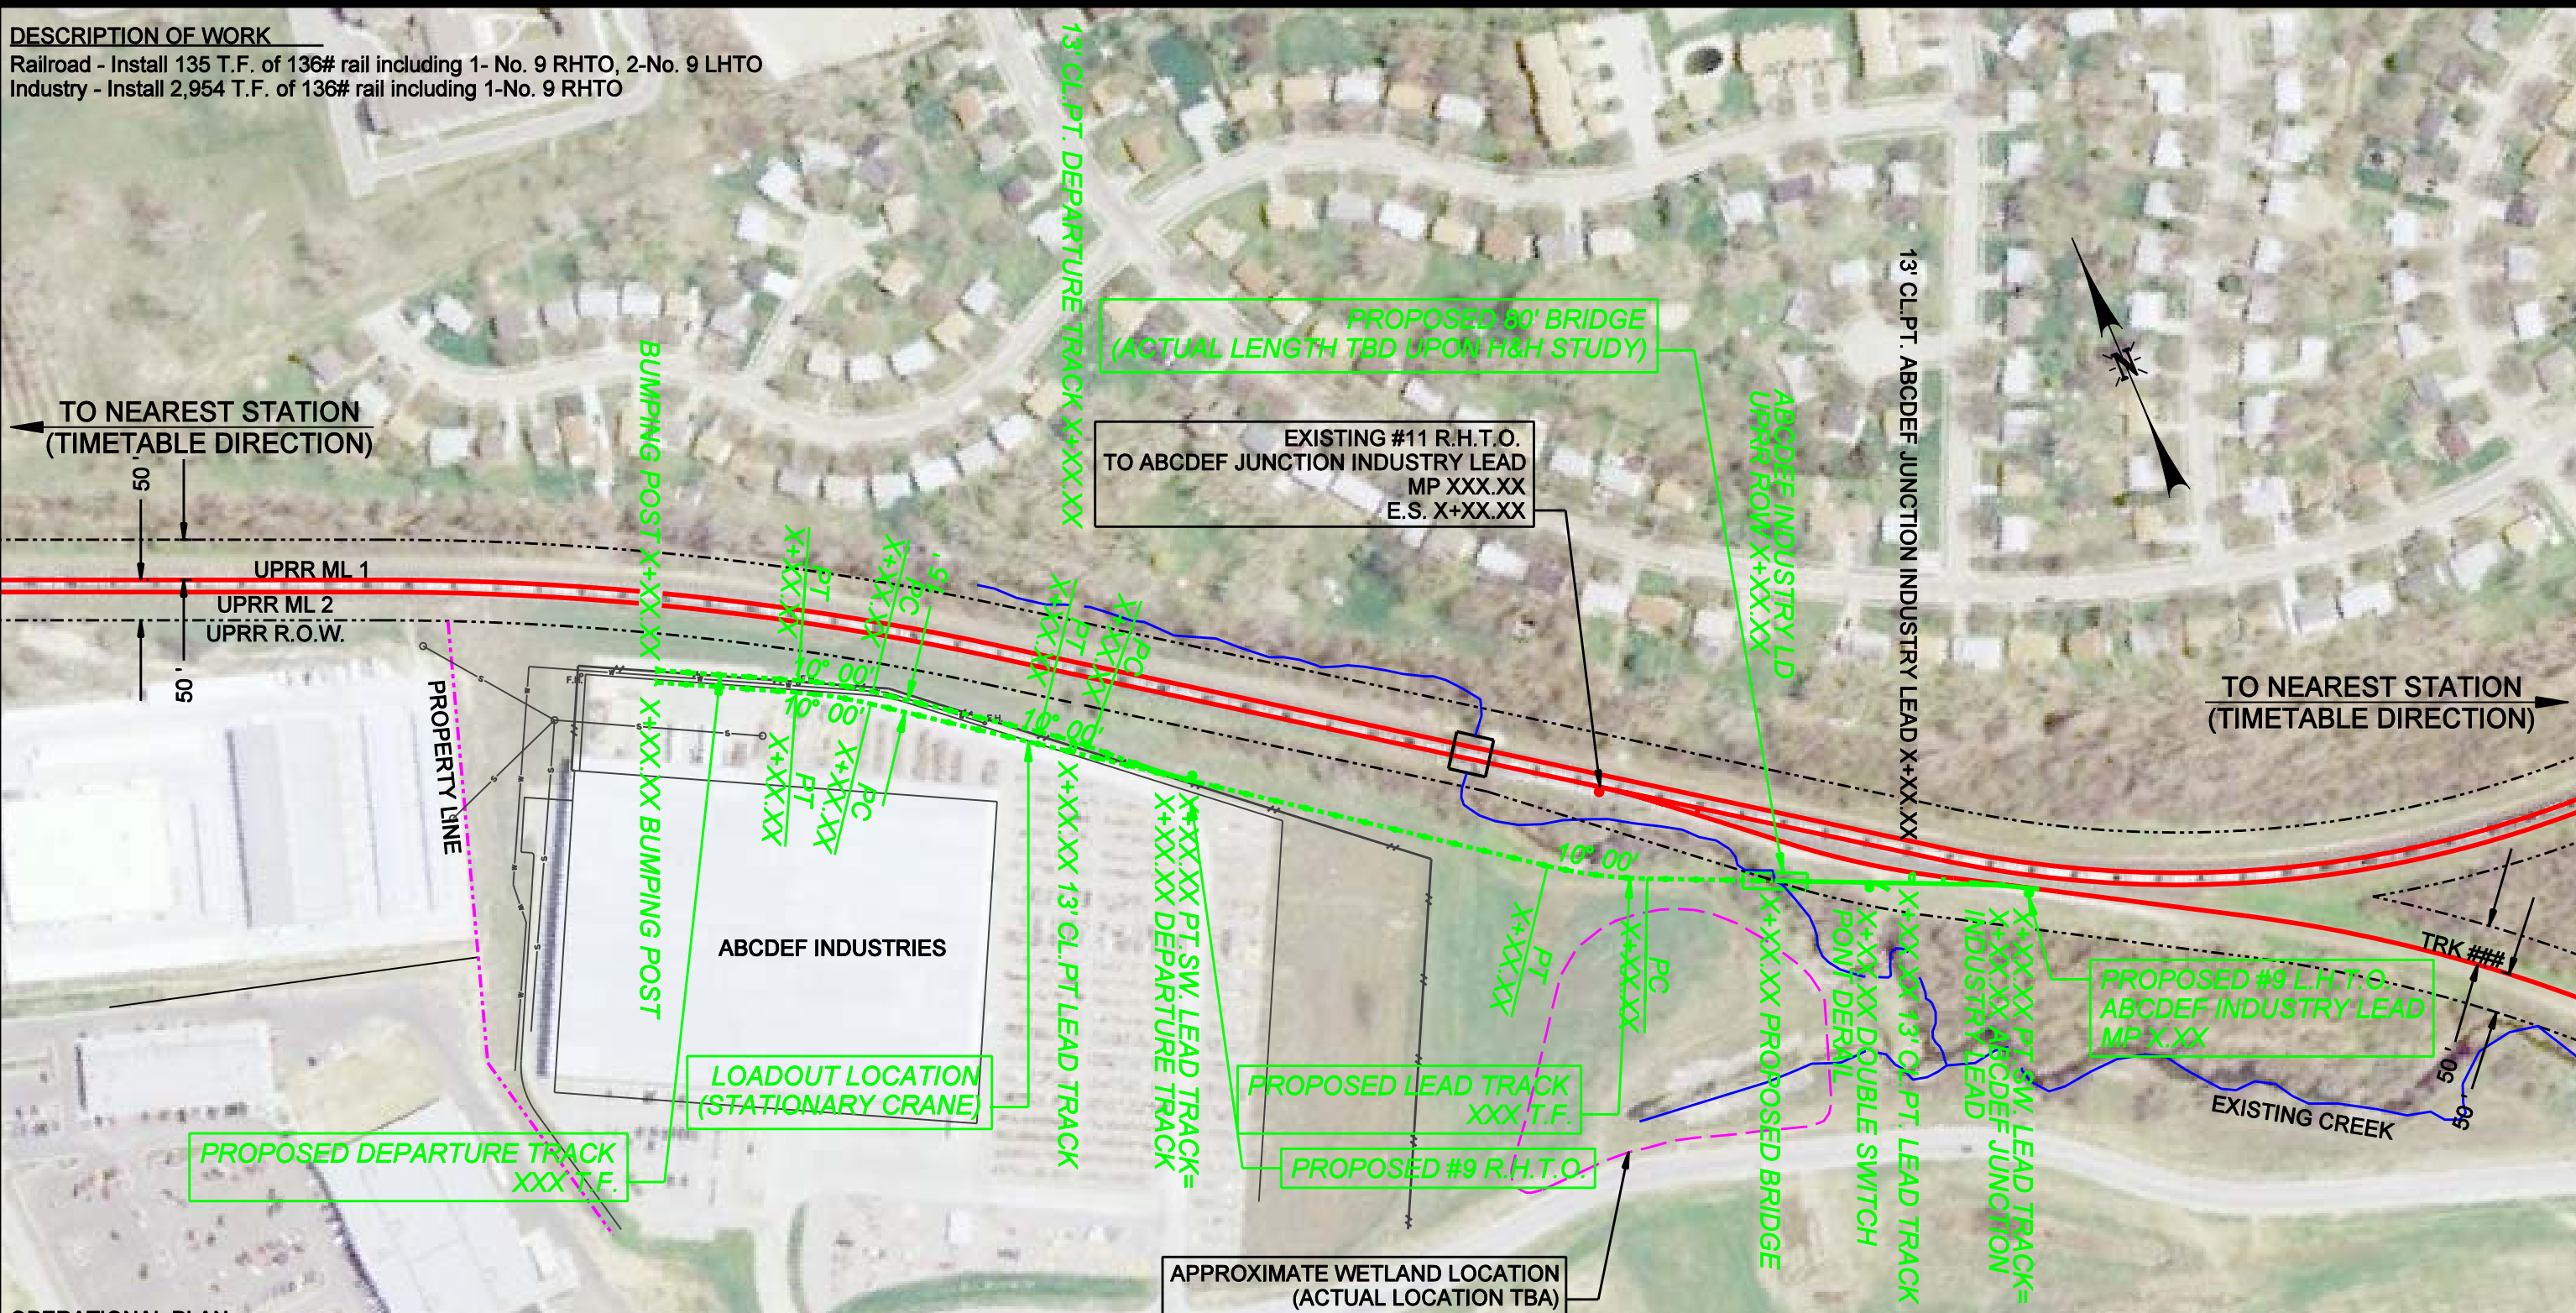 DESCRIPTION OF WORK
Railroad - Install 135 T.F. of 136# rail including 1- No. 9 RHTO, 2-No. 9 LHTO
Industry - Install 2,954 T.F. of 136# rail including 1-No. 9 RHTO
13' CL.PT. DEPARTURE TRACK X+XX.XX
PROPOSED 80' BRIDGE
(ACTUAL LENGTH TBD UPON H&H STUDY)
13' CL.PT. ABCDEF JUNCTION INDUSTRY LEAD X+XX.XX
N
TO NEAREST STATION
(TIMETABLE DIRECTION)
50'
50'
BUMPING POST X+XX.XX
EXISTING #11 R.H.T.O.
TO ABCDEF JUNCTION INDUSTRY LEAD
MP XXX.XX
E.S. X+XX.XX
ABCDEF INDUSTRY LD
UPRR ROW X+XX.XX
UPRR ML 1
UPRR ML 2
UPRR R.O.W.
PT
X+XX.XX
PC
X+XX.XX
15'
PT
X+XX.XX
PC
X+XX.XX
TO NEAREST STATION
(TIMETABLE DIRECTION)
PROPERTY LINE
F.H.
10° 00'
10° 00'
F.H.
10° 00'
10° 00'
X+XX.XX BUMPING POST
PT
X+XX.XX
PC
X+XX.XX
X+XX.XX 13' CL.PT LEAD TRACK
X+XX.XX PT.SW. LEAD TRACK=
X+XX.XX DEPARTURE TRACK
PT
X+XX.XX
PC
X+XX.XX
X+XX.XX PROPOSED BRIDGE
X+XX.XX DOUBLE SWITCH
POINT DERAIL
X+XX.XX 13' CL.PT. LEAD TRACK
X+XX.XX PT.SW. LEAD TRACK=
X+XX.XX ABCDEF JUNCTION
INDUSTRY LEAD
TRK ###
ABCDEF INDUSTRIES
PROPOSED #9 L.H.T.O.
ABCDEF INDUSTRY LEAD
MP X.XX
50'
50'
EXISTING CREEK
LOADOUT LOCATION
(STATIONARY CRANE)
PROPOSED LEAD TRACK
XXX T.F.
PROPOSED DEPARTURE TRACK
XXX T.F.
PROPOSED #9 R.H.T.O.
APPROXIMATE WETLAND LOCATION
(ACTUAL LOCATION TBA)
OPERATIONAL PLAN